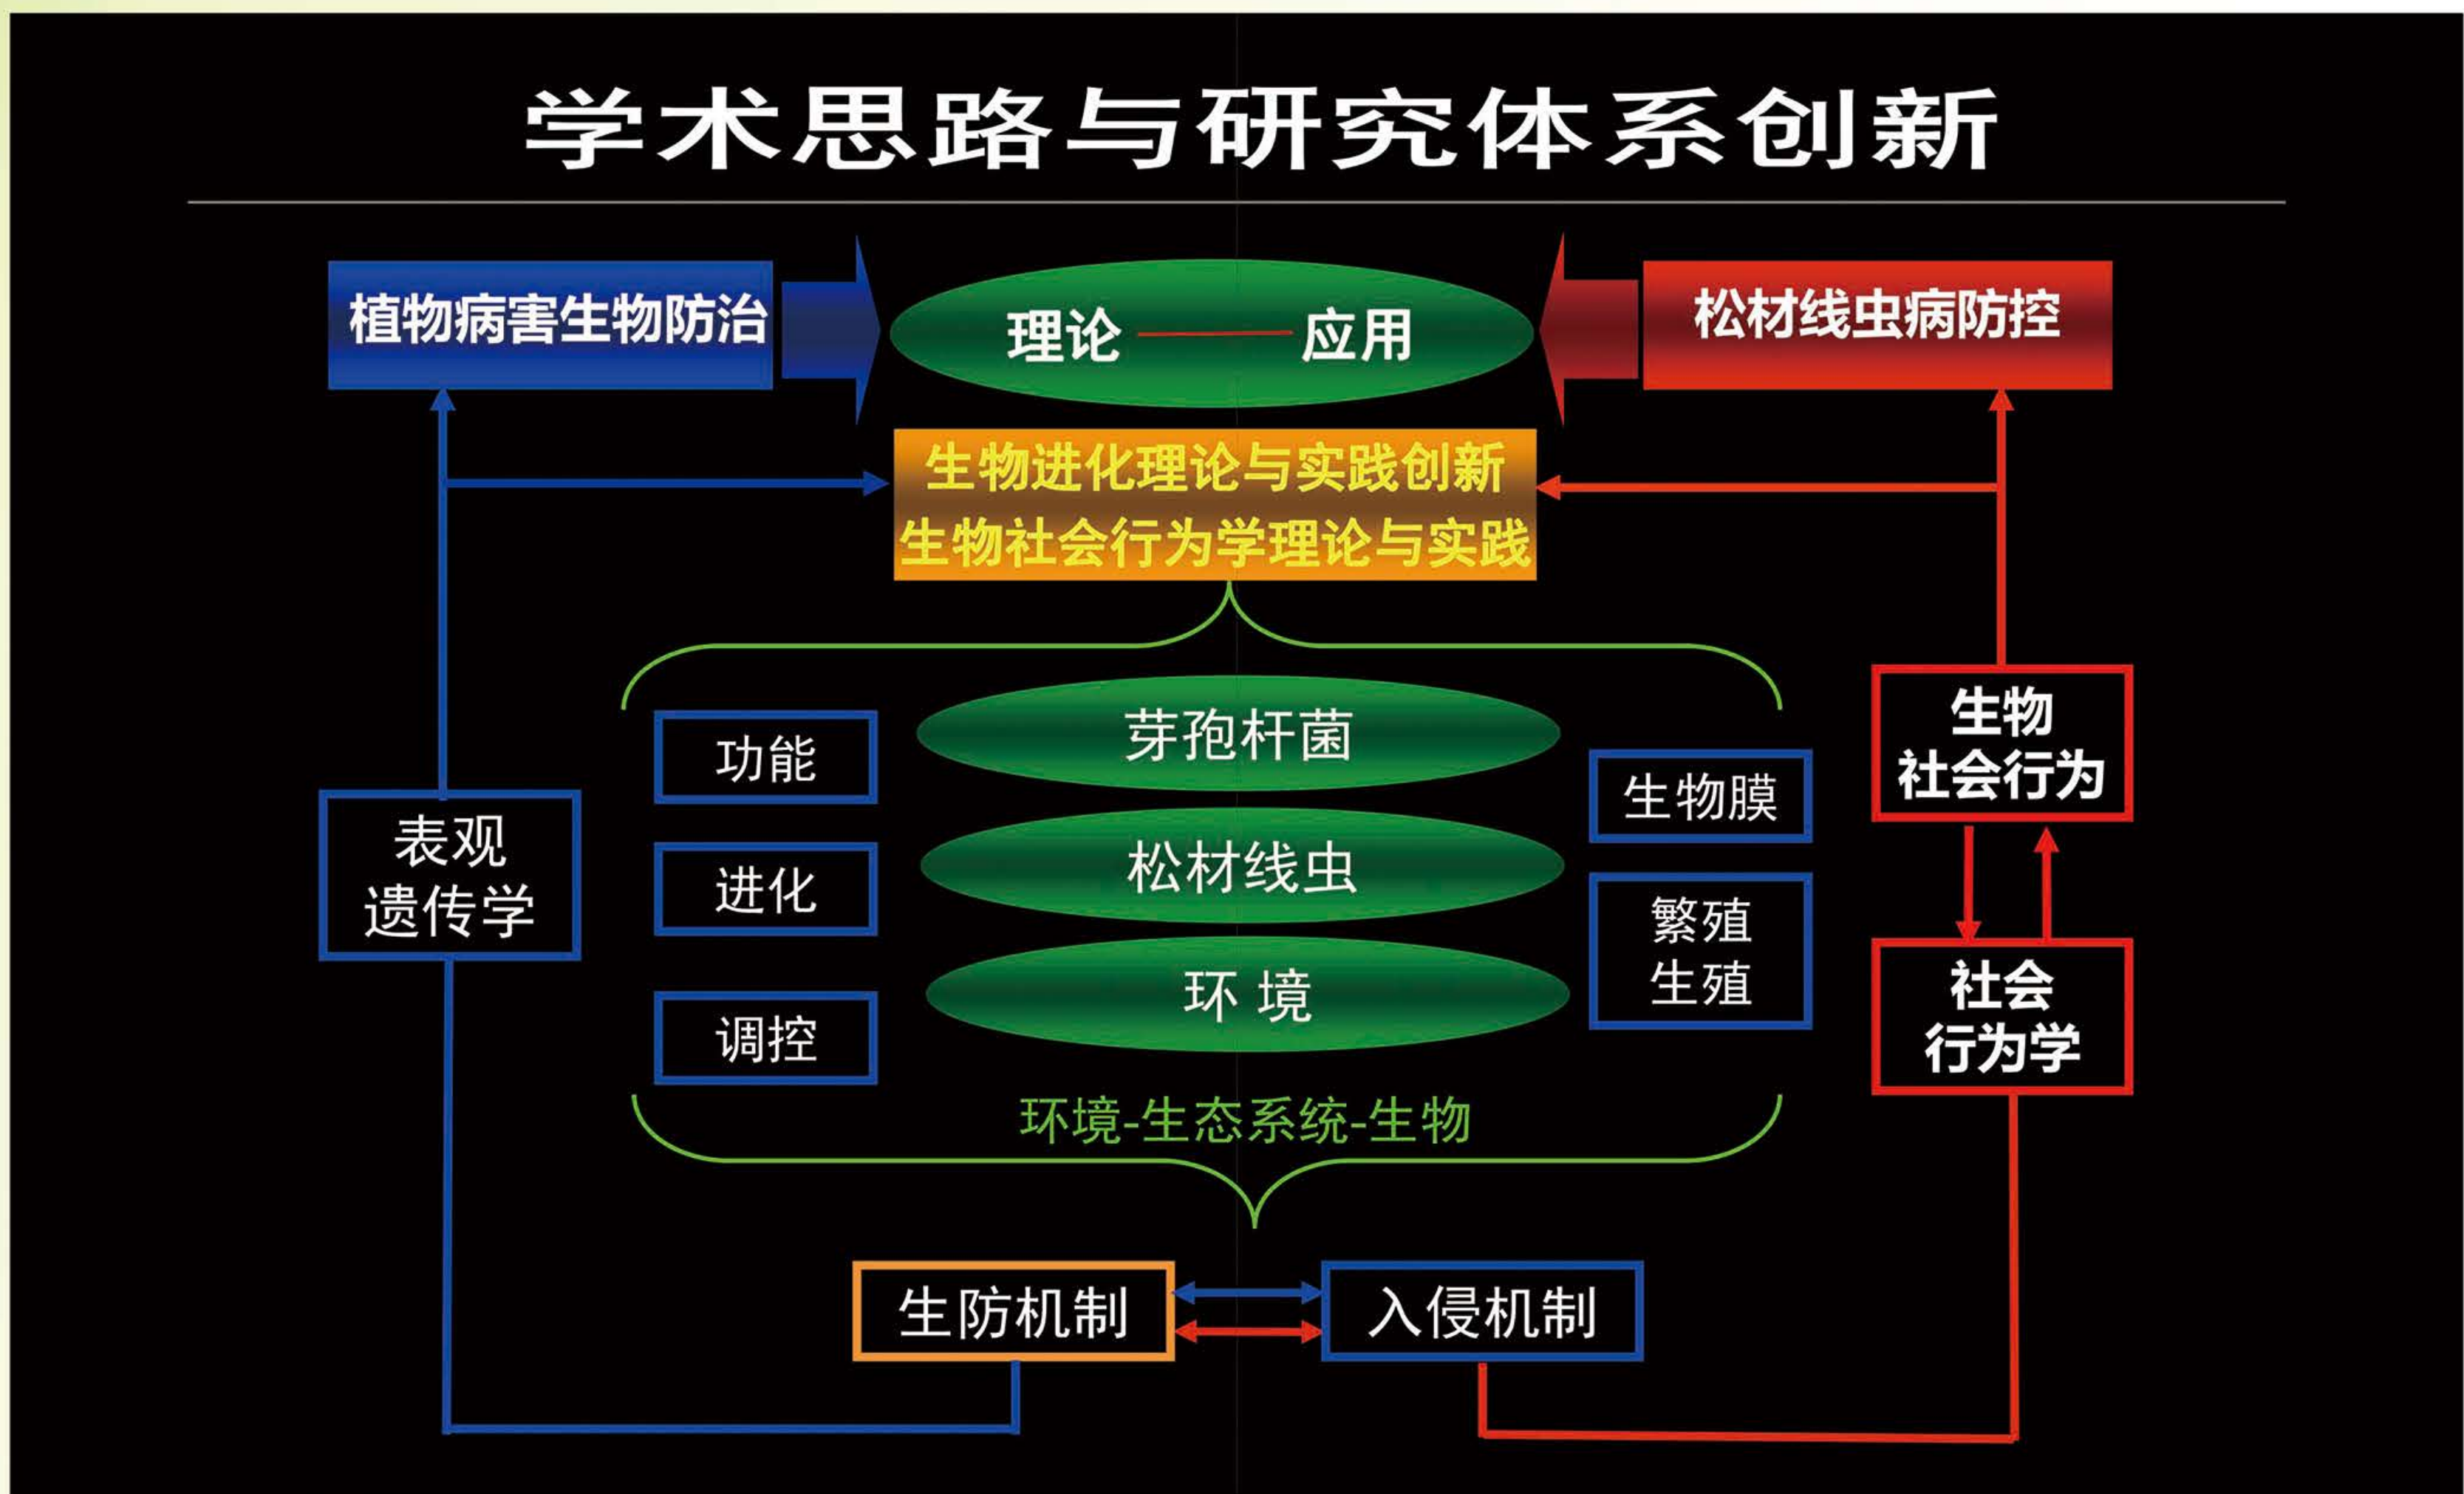 学术思路与研究体系创新
植物病害生物防治
理论 — 应用
松材线虫病防控
生物进化理论与实践创新
生物社会行为学理论与实践
功能
进化
调控
芽孢杆菌
松材线虫
环 境
生物膜
繁殖
生殖
表观
遗传学
生物
社会行为
社会
行为学
环境-生态系统-生物
生防机制
入侵机制